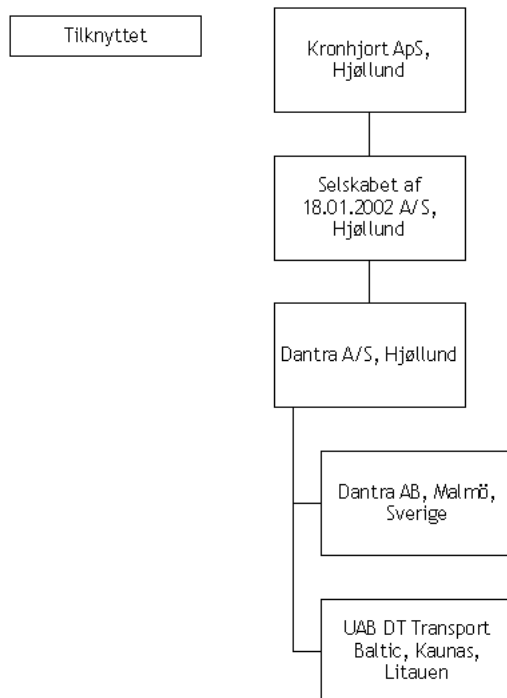 Tilknyttet
Kronhjort ApS,
Hjøllund
Selskabet af
18.01.2002 A/S,
Hjøllund
Dantra A/S, Hjøllund
Dantra AB, Malmö,
Sverige
UAB DT Transport
Baltic, Kaunas,
Litauen